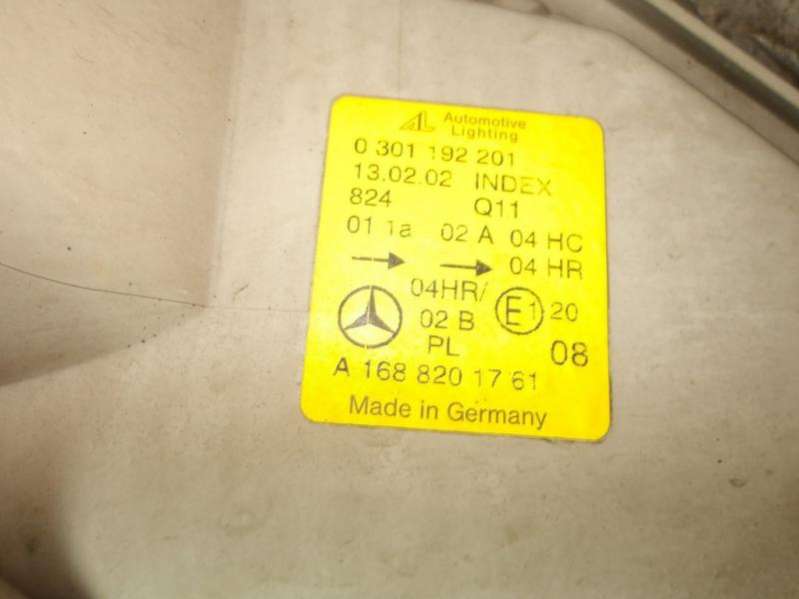 AL Automotive
Lighting
0 301 192 201
13.02.02 INDEX
824 Q11
01 1a 02 A 04 HC
→ → 04 HR
04HR/ E1 20
02 B
PL 08
A 168 820 17 61
Made in Germany